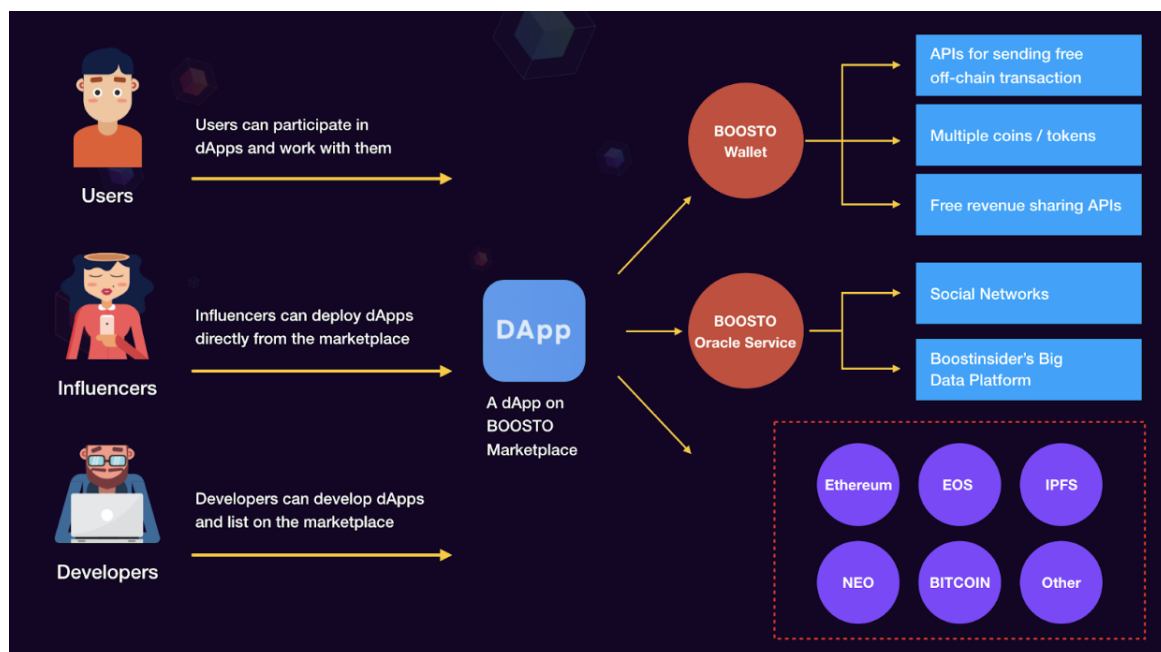 Users can participate in
dApps and work with them
Users
Influencers can deploy dApps
directly from the marketplace
Influencers
Developers can develop dApps
and list on the marketplace
Developers
DApp
A dApp on
BOOSTO
Marketplace
BOOSTO
Wallet
APIs for sending free
off-chain transaction
Multiple coins / tokens
Free revenue sharing APIs
BOOSTO
Oracle Service
Social Networks
Boostinsider's Big
Data Platform
Ethereum
EOS
IPFS
NEO
BITCOIN
Other